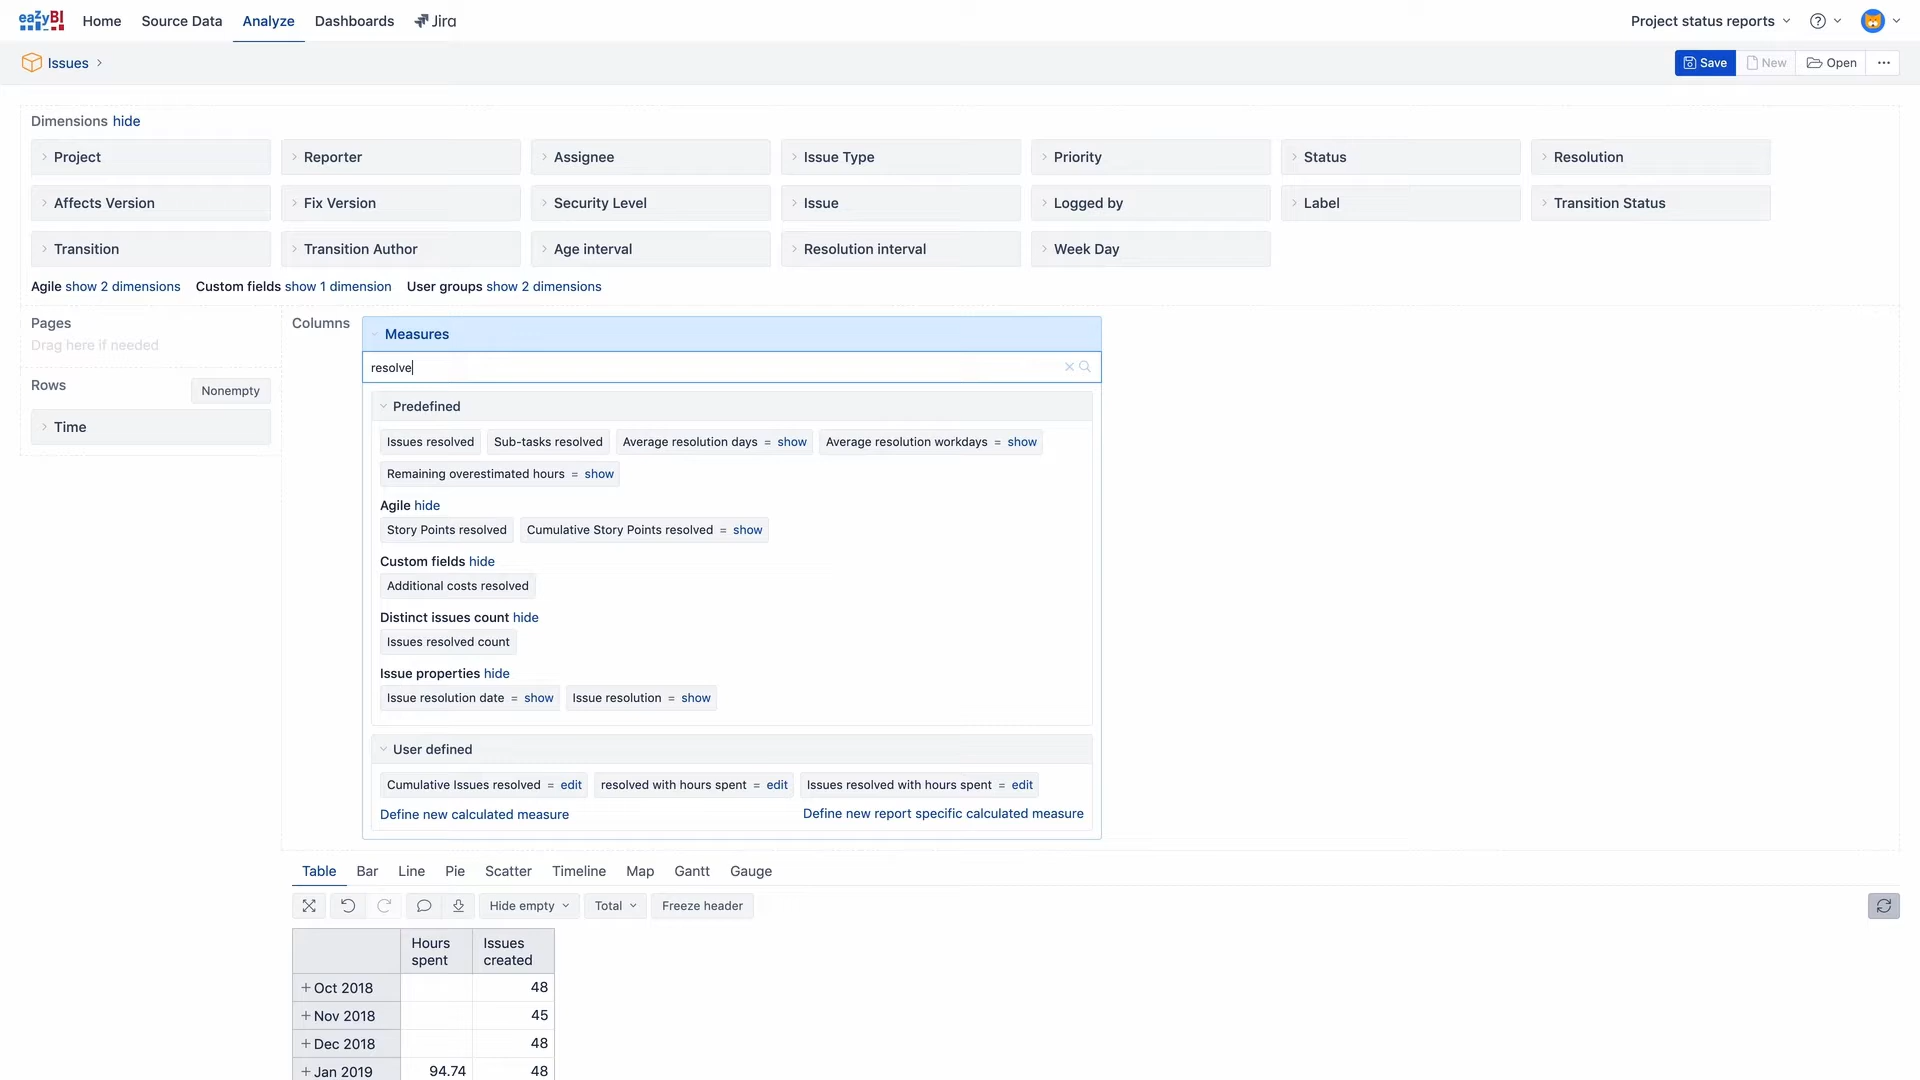 eazyBI Home Source Data Analyze Dashboards Jira Project status reports ?
Issues Save New Open ...
Dimensions hide
Project Reporter Assignee Issue Type Priority Status Resolution
Affects Version Fix Version Security Level Issue Logged by Label Transition Status
Transition Transition Author Age interval Resolution interval Week Day
Agile show 2 dimensions Custom fields show 1 dimension User groups show 2 dimensions
Pages
Drag here if needed
Rows Nonempty
Time
Columns Measures
resolve
Predefined
Issues resolved Sub-tasks resolved Average resolution days = show Average resolution workdays = show
Remaining overestimated hours = show
Agile hide
Story Points resolved Cumulative Story Points resolved = show
Custom fields hide
Additional costs resolved
Distinct issues count hide
Issues resolved count
Issue properties hide
Issue resolution date = show Issue resolution = show
User defined
Cumulative Issues resolved = edit resolved with hours spent = edit Issues resolved with hours spent = edit
Define new calculated measure Define new report specific calculated measure
Table Bar Line Pie Scatter Timeline Map Gantt Gauge
Hide empty Total Freeze header
Hours spent Issues created
+ Oct 2018 48
+ Nov 2018 45
+ Dec 2018 48
+ Jan 2019 94.74 48